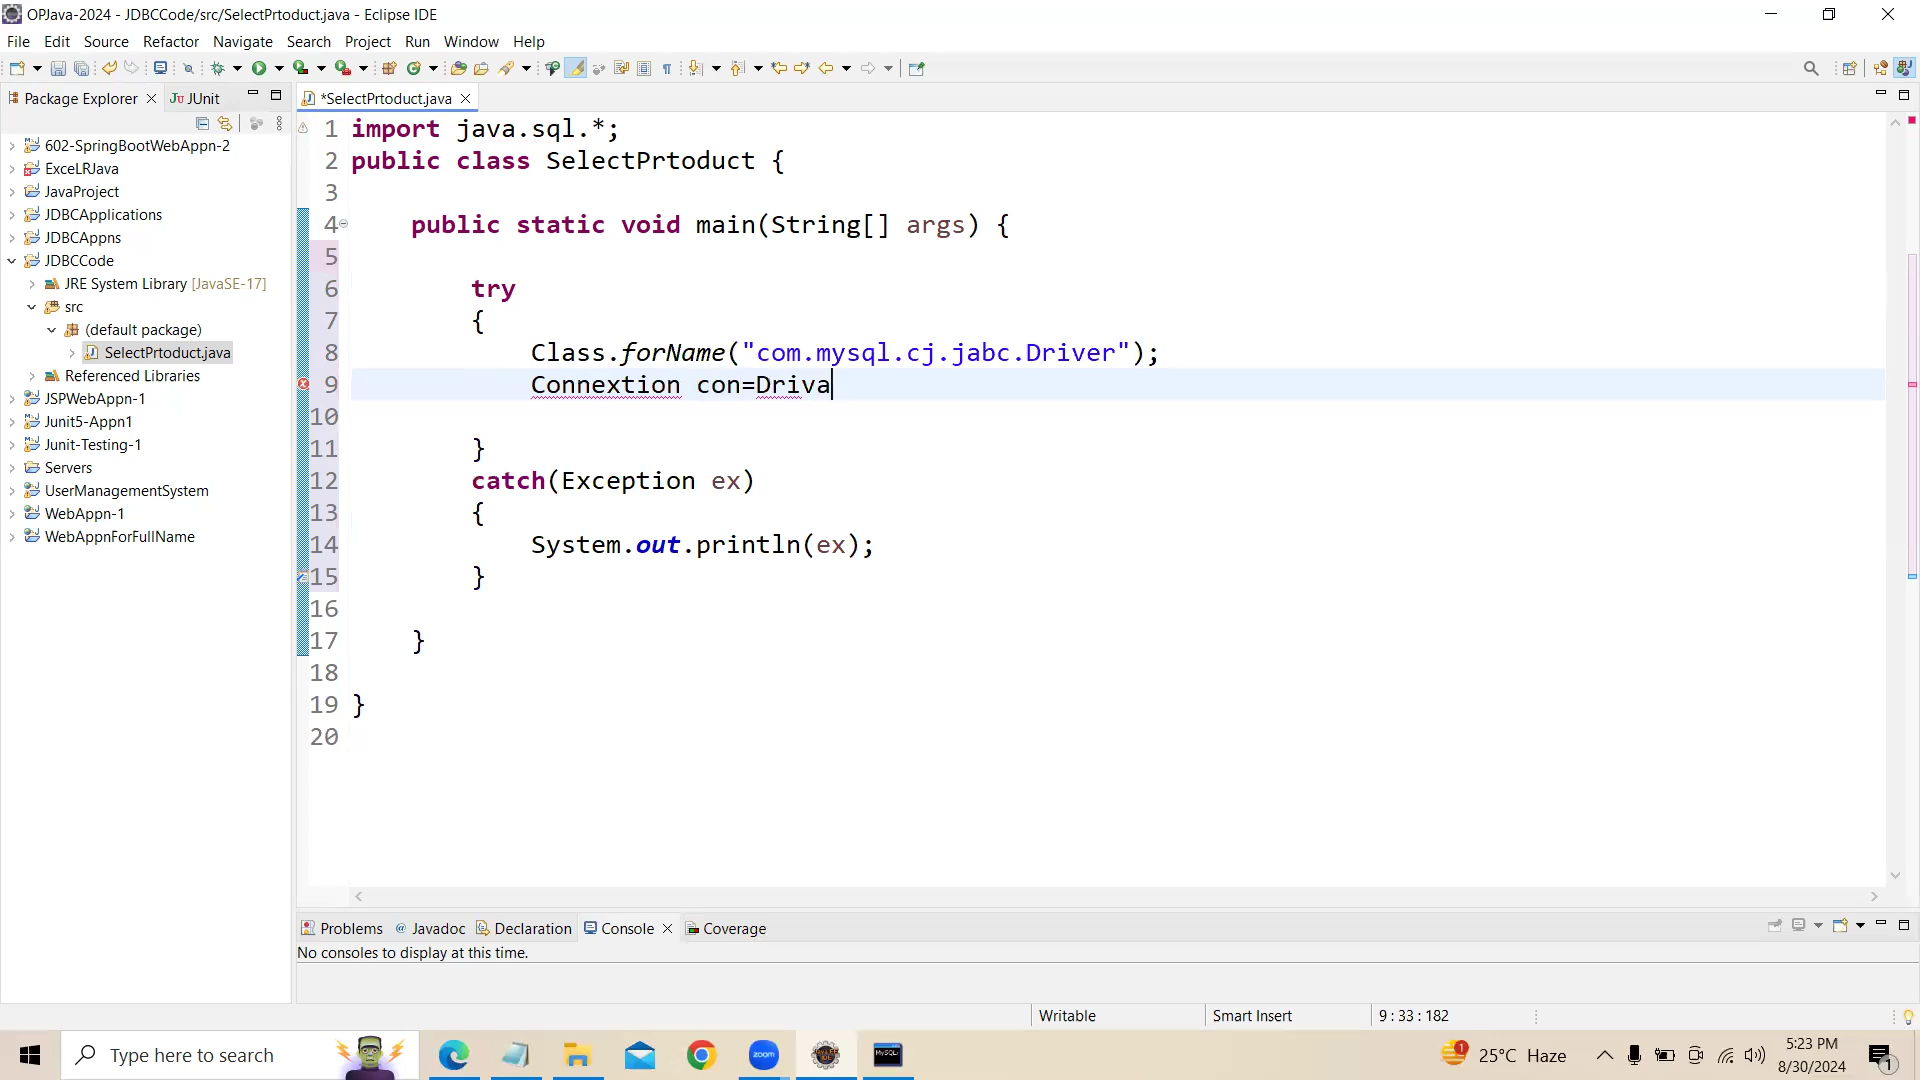 OPJava-2024 - JDBCCode/src/SelectPrtoduct.java - Eclipse IDE
File Edit Source Refactor Navigate Search Project Run Window Help
Package Explorer JUnit *SelectPrtoduct.java
602-SpringBootWebAppn-2
ExceLRJava
JavaProject
JDBCApplications
JDBCAppns
JDBCCode
JRE System Library [JavaSE-17]
src
(default package)
SelectPrtoduct.java
Referenced Libraries
JSPWebAppn-1
Junit5-Appn1
Junit-Testing-1
Servers
UserManagementSystem
WebAppn-1
WebAppnForFullName
1 import java.sql.*;
2 public class SelectPrtoduct {
3
4 public static void main(String[] args) {
5
6 try
7 {
8 Class.forName("com.mysql.cj.jabc.Driver");
9 Connextion con=Driva
10
11 }
12 catch(Exception ex)
13 {
14 System.out.println(ex);
15 }
16
17 }
18
19 }
20
Problems @ Javadoc Declaration Console Coverage
No consoles to display at this time.
Writable Smart Insert 9 : 33 : 182
Type here to search
zoom
MySQL
1
25°C Haze
5:23 PM
8/30/2024
1